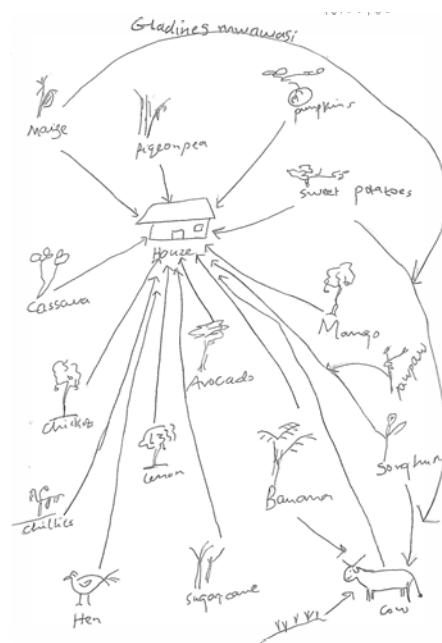 Gladines mwawasi
Maize
Pigeonpea
pumpkins
sweet potatoes
House
Cassava
Mango
Avocado
pawpaw
Lemon
Banana
Sorghum
chillies
Hen
Sugarcane
Cow